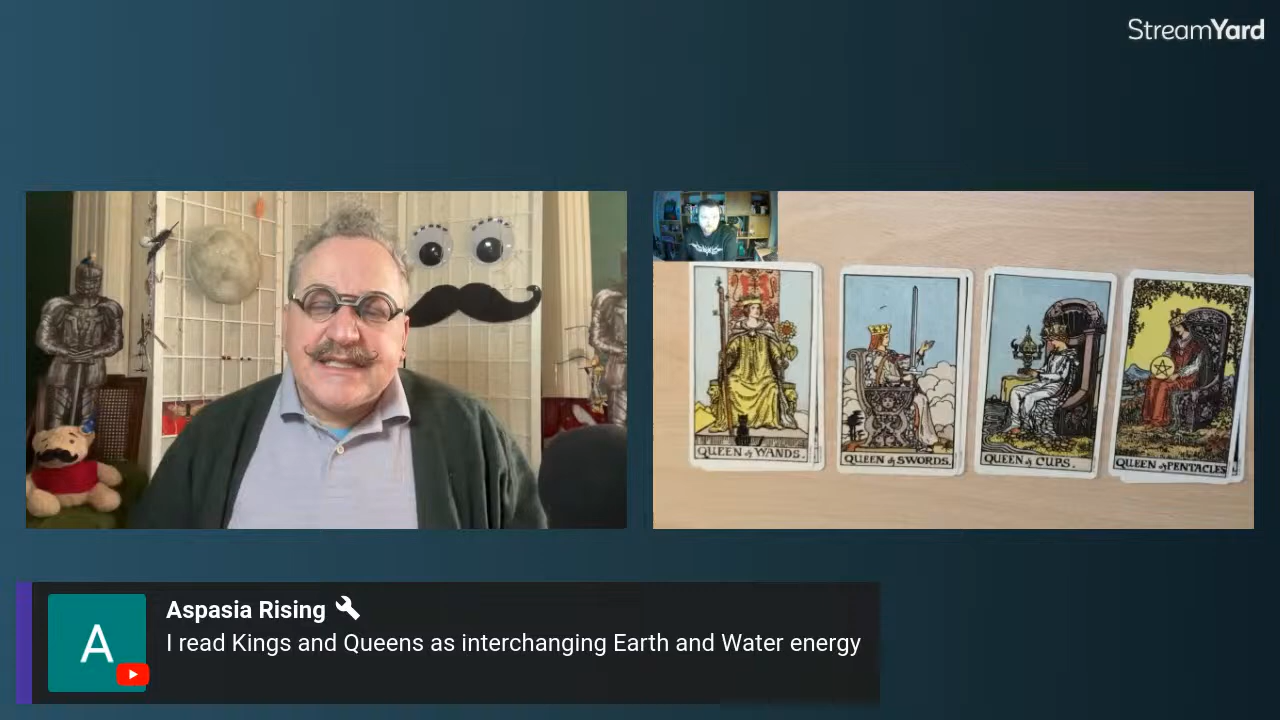 StreamYard
QUEEN of WANDS.
QUEEN of SWORDS.
QUEEN of CUPS.
QUEEN of PENTACLES
Aspasia Rising
A
I read Kings and Queens as interchanging Earth and Water energy